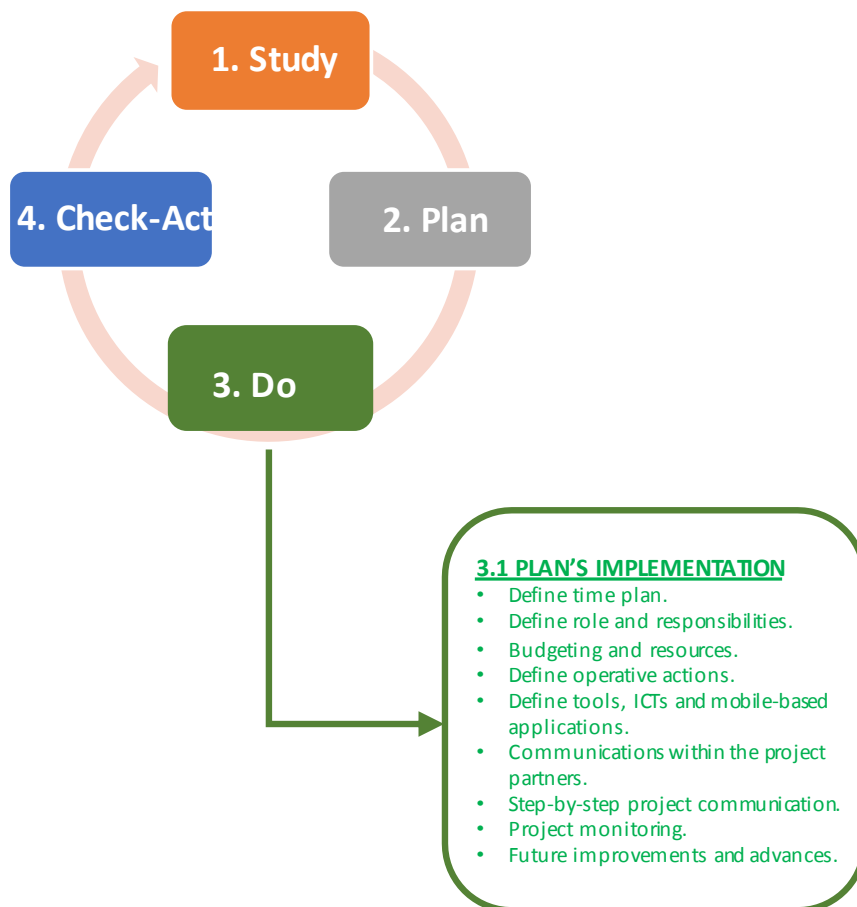 1. Study
4. Check-Act
2. Plan
3. Do
3.1 PLAN'S IMPLEMENTATION
• Define time plan.
• Define role and responsibilities.
• Budgeting and resources.
• Define operative actions.
• Define tools, ICTs and mobile-based
applications.
• Communications within the project
partners.
• Step-by-step project communication.
• Project monitoring.
• Future improvements and advances.